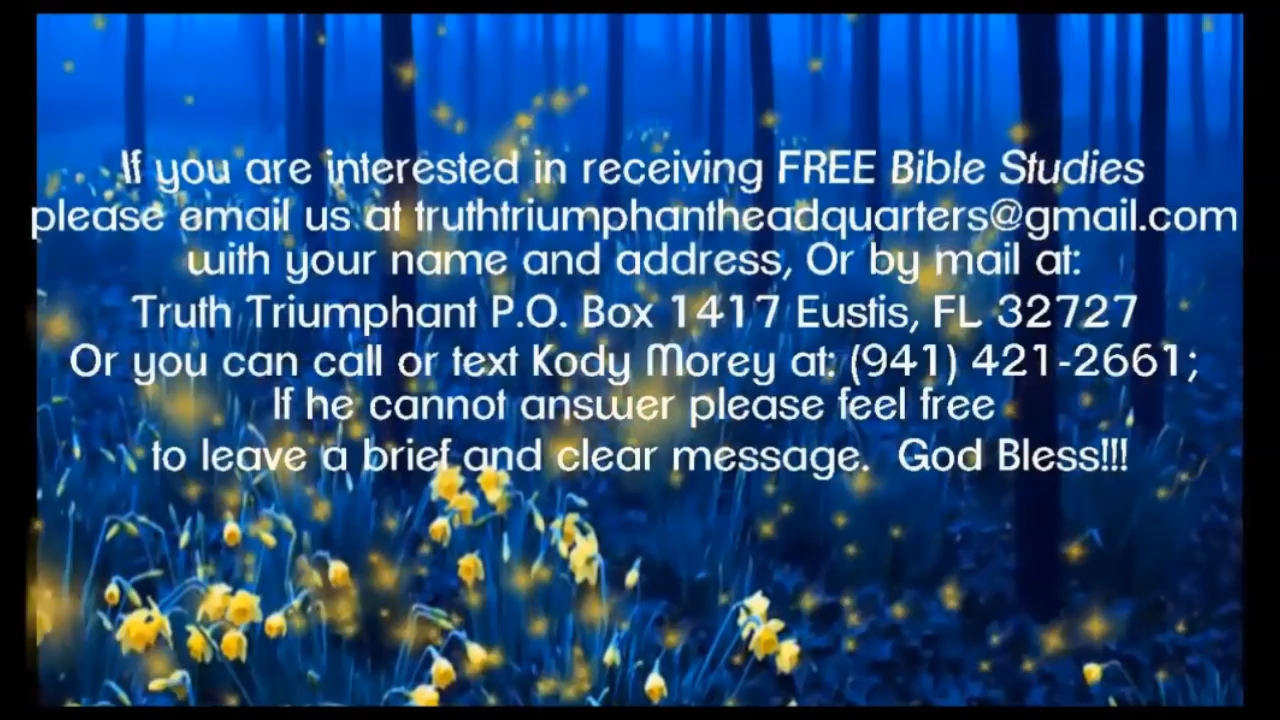 If you are interested in receiving FREE Bible Studies
please email us at truthtriumphantheadquarters@gmail.com
with your name and address, Or by mail at:
Truth Triumphant P.O. Box 1417 Eustis, FL 32727
Or you can call or text Kody Morey at: (941) 421-2661;
If he cannot answer please feel free
to leave a brief and clear message.  God Bless!!!